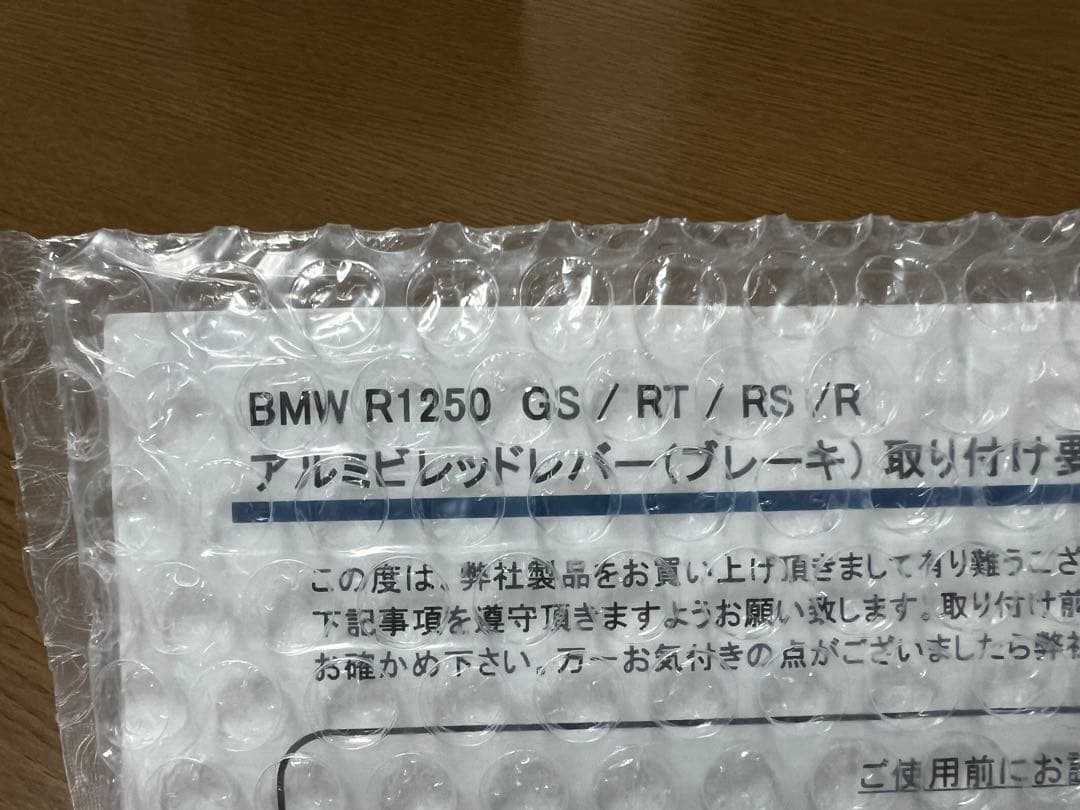 BMW R1250 GS / RT / RS /R
アルミビレッドレバー(ブレーキ) 取り付け要
この度は、弊社製品をお買い上げ頂きまして有り難うござ
下記事項を遵守頂きますようお願い致します。取り付け前
お確かめ下さい。万一お気付きの点がございましたら弊社
ご使用前にお読